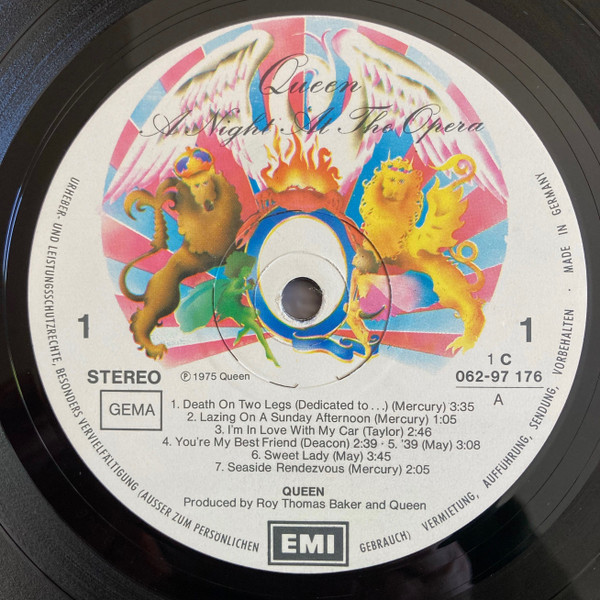 Queen
A Night At The Opera
URHEBER- UND LEISTUNGSSCHUTZRECHTE, BESONDERS VERVIELFÄLTIGUNG (AUSSER ZUM PERSÖNLICHEN GEBRAUCH) VERMIETUNG, AUFFÜHRUNG, SENDUNG, VORBEHALTEN · MADE IN GERMANY
1
1
STEREO
℗ 1975 Queen
1 C
062-97 176
A
GEMA
1. Death On Two Legs (Dedicated to...) (Mercury) 3:35
2. Lazing On A Sunday Afternoon (Mercury) 1:05
3. I'm In Love With My Car (Taylor) 2:46
4. You're My Best Friend (Deacon) 2:39 · 5. '39 (May) 3:08
6. Sweet Lady (May) 3:45
7. Seaside Rendezvous (Mercury) 2:05
QUEEN
Produced by Roy Thomas Baker and Queen
EMI